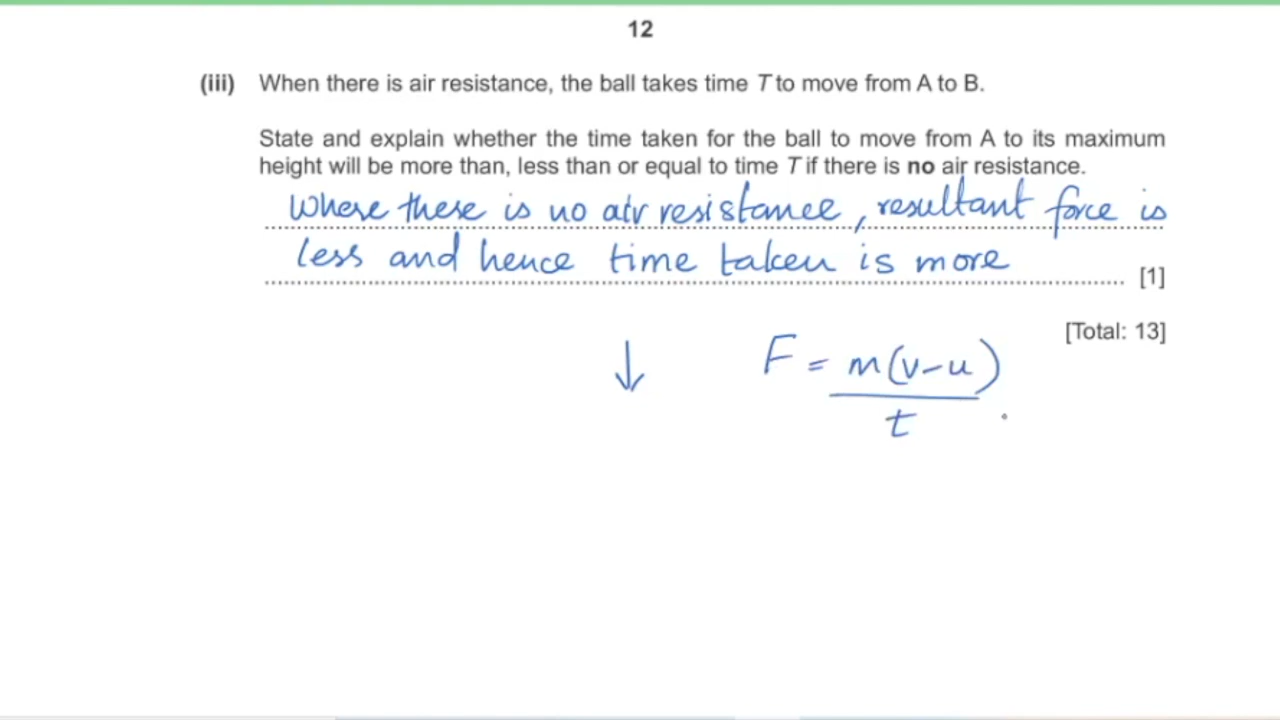 12
(iii) When there is air resistance, the ball takes time T to move from A to B.
State and explain whether the time taken for the ball to move from A to its maximum
height will be more than, less than or equal to time T if there is no air resistance.
Where there is no air resistance, resultant force is
less and hence time taken is more
[1]
[Total: 13]
↓ F = m(v-u)
t